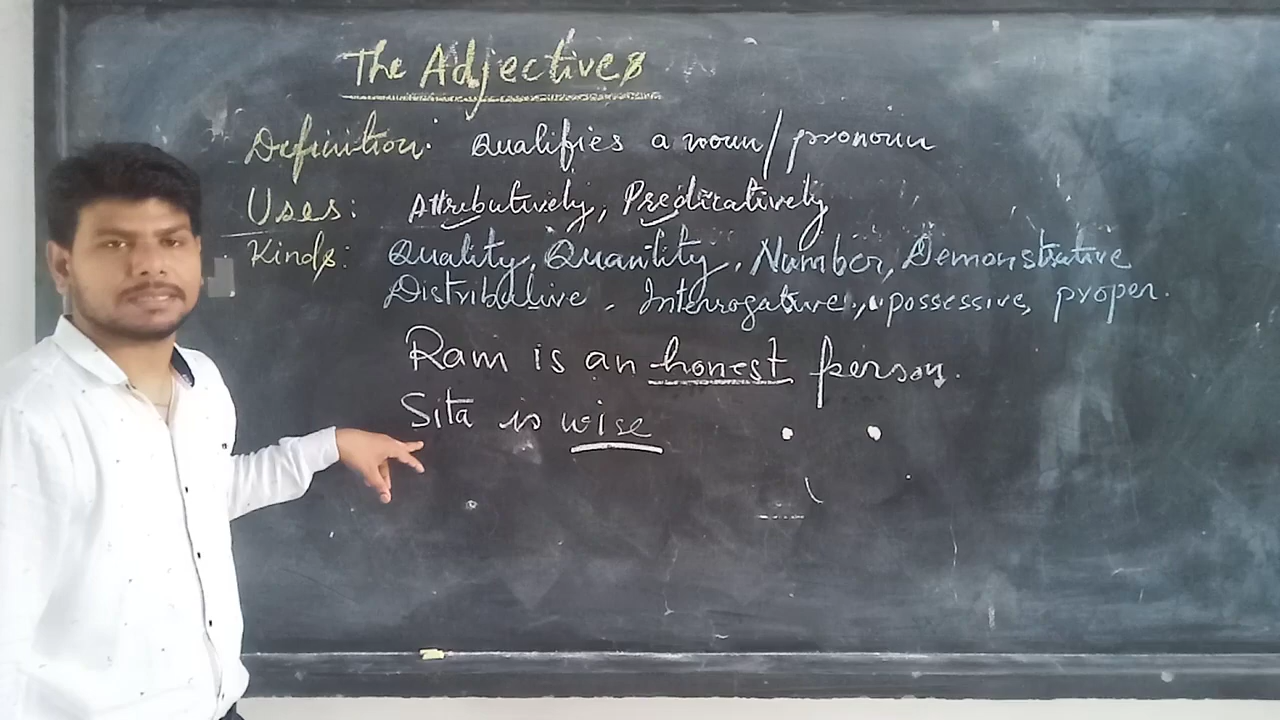 The Adjectives
Definition: Qualifies a noun/pronoun
Uses: Attributively, Predicatively
Kinds: Quality, Quantity, Number, Demonstrative
Distributive, Interrogative, possessive, proper.
Ram is an honest person.
Sita is wise